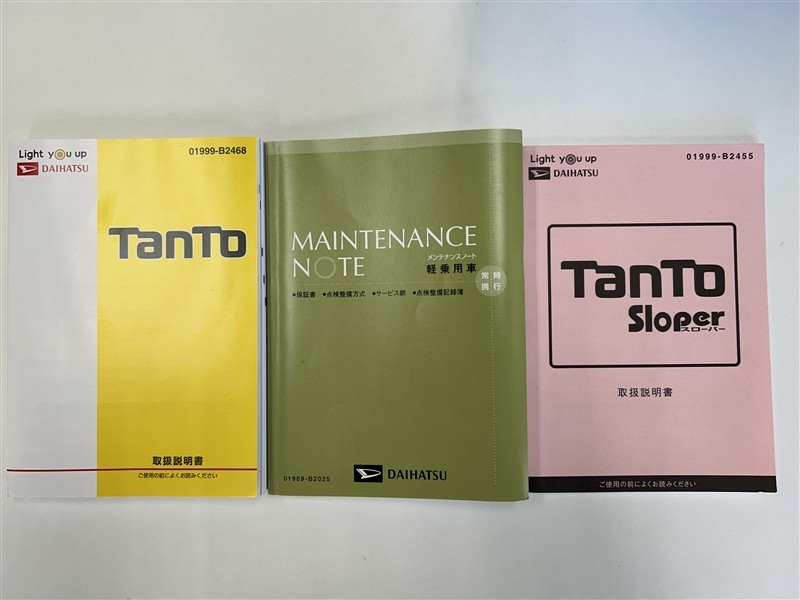 Light you up
DAIHATSU
01999-B2468
TanTo
取扱説明書
ご使用の前によくお読みください
MAINTENANCE
NOTE
メンテナンスノート
軽乗用車
常時
携行
●保証書 ●点検整備方式 ●サービス網 ●点検整備記録簿
01989-B2025
DAIHATSU
Light you up
DAIHATSU
01999-B2455
TanTo
Sloper
スローパー
取扱説明書
ご使用の前によくお読みください